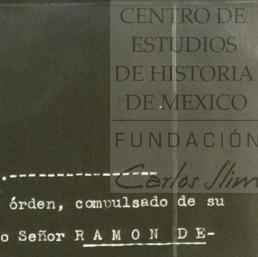 CENTRO DE
ESTUDIOS
DE HISTORIA
DE MEXICO
FUNDACIÓN
Carlos Slim
órden, compulsado de su
o Señor RAMON DE-